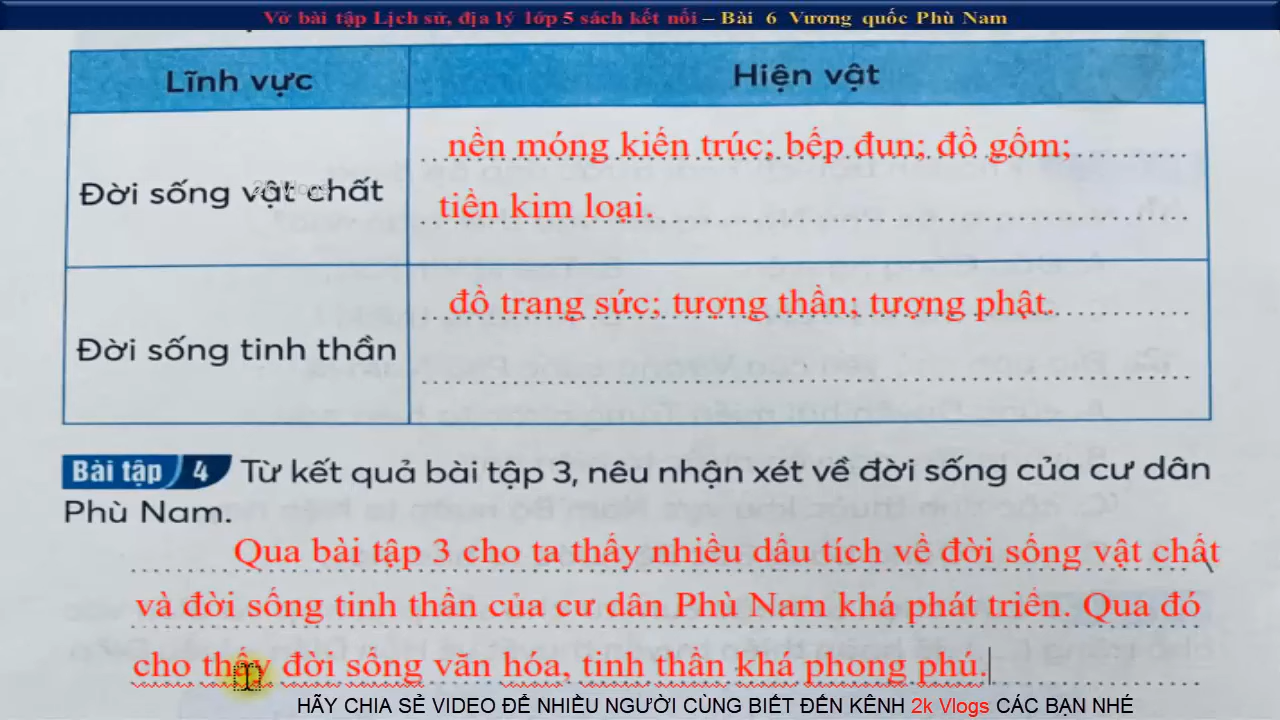 Vở bài tập Lịch sử, địa lý lớp 5 sách kết nối – Bài 6 Vương quốc Phù Nam
Lĩnh vực
Hiện vật
Đời sống vật chất
2k Vlogs
nền móng kiến trúc; bếp đun; đồ gốm;
tiền kim loại.
Đời sống tinh thần
đồ trang sức; tượng thần; tượng phật.
Bài tập 4 Từ kết quả bài tập 3, nêu nhận xét về đời sống của cư dân
Phù Nam.
Qua bài tập 3 cho ta thấy nhiều dấu tích về đời sống vật chất
và đời sống tinh thần của cư dân Phù Nam khá phát triển. Qua đó
cho thấy đời sống văn hóa, tinh thần khá phong phú.
HÃY CHIA SẺ VIDEO ĐỂ NHIỀU NGƯỜI CÙNG BIẾT ĐẾN KÊNH 2k Vlogs CÁC BẠN NHÉ